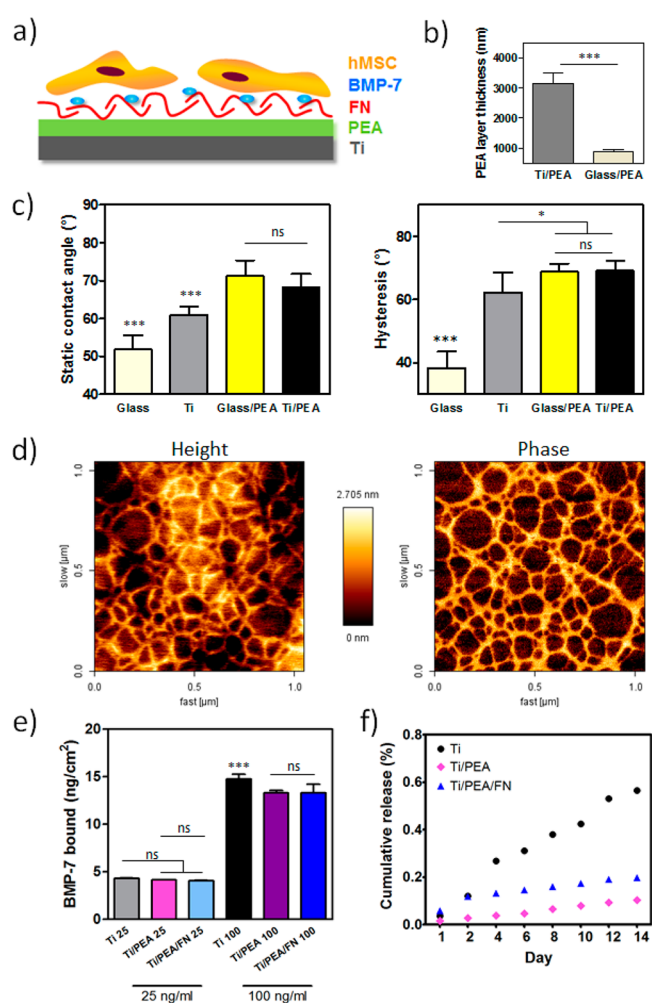 a)
hMSC
BMP-7
FN
PEA
Ti
b)
PEA layer thickness (nm)
4000
3000
2000
1000
***
Ti/PEA Glass/PEA
c)
Static contact angle (°)
90
80
70
60
50
40
***
***
ns
Glass Ti Glass/PEA Ti/PEA
Hysteresis (°)
80
60
40
***
*
ns
Glass Ti Glass/PEA Ti/PEA
d)
Height
slow [µm]
1.0
0.5
0.0
0.0 0.5 1.0
fast [µm]
2.705 nm
0 nm
Phase
slow [µm]
1.0
0.5
0.0
0.0 0.5 1.0
fast [µm]
e)
BMP-7 bound (ng/cm²)
20
15
10
5
0
ns
ns
***
ns
Ti 25
Ti/PEA 25
Ti/PEA/FN 25
Ti 100
Ti/PEA 100
Ti/PEA/FN 100
25 ng/ml
100 ng/ml
f)
Cumulative release (%)
0.8
0.6
0.4
0.2
0.0
Ti
Ti/PEA
Ti/PEA/FN
1 2 4 6 8 10 12 14
Day